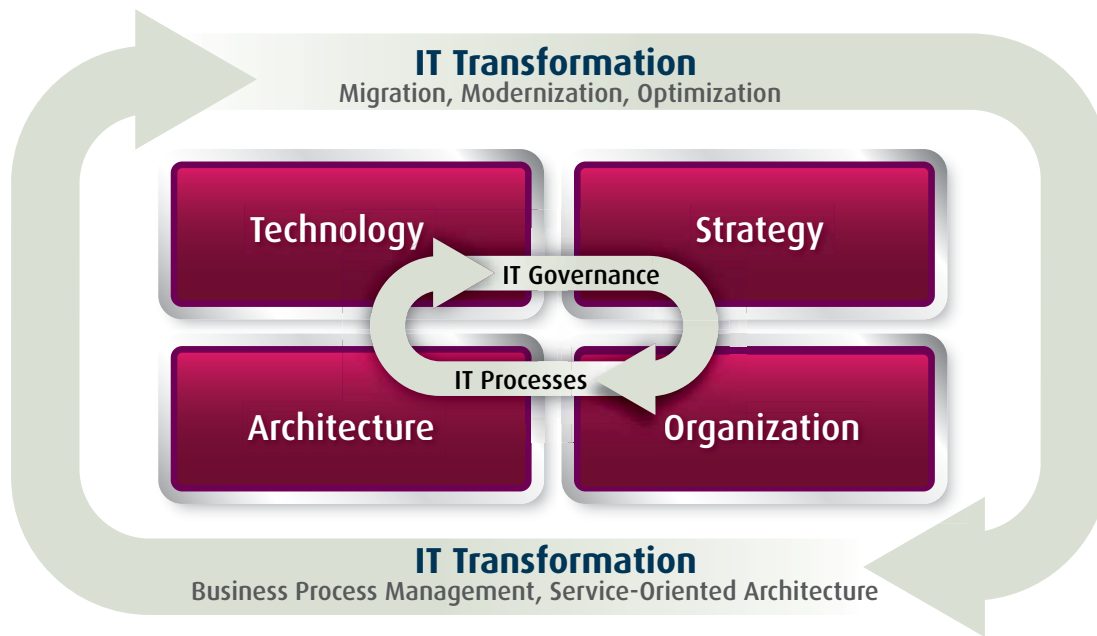 IT Transformation
Migration, Modernization, Optimization
Technology
Strategy
IT Governance
IT Processes
Architecture
Organization
IT Transformation
Business Process Management, Service-Oriented Architecture